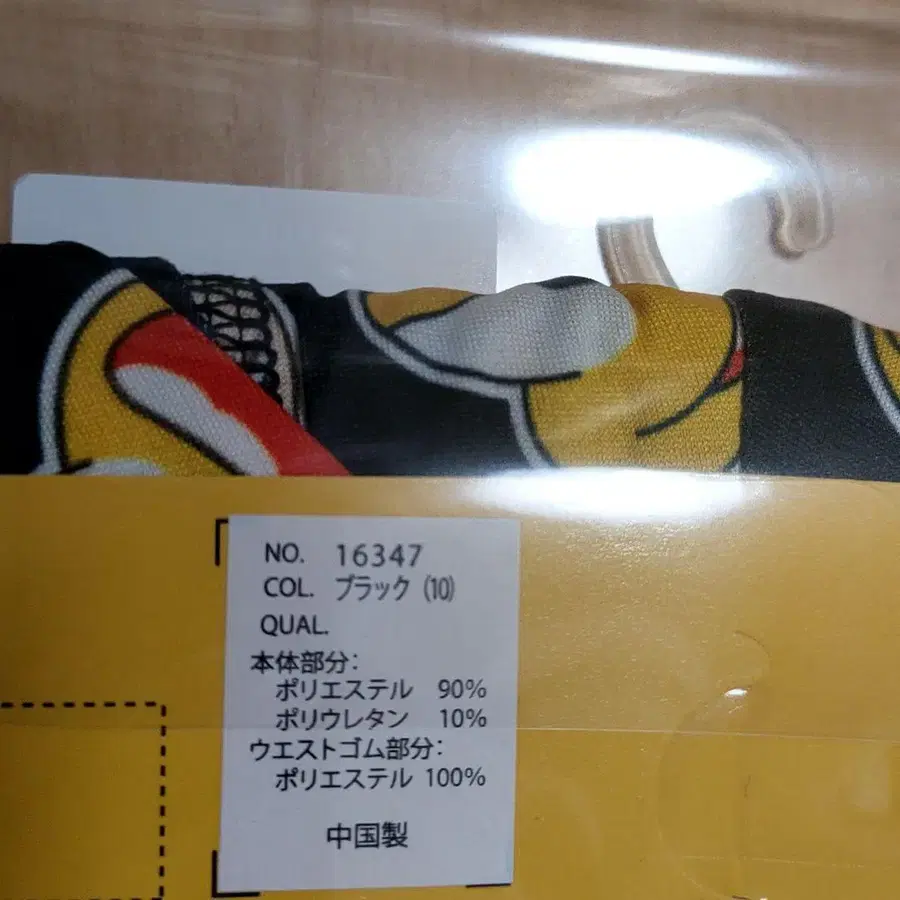 NO. 16347
COL. ブラック (10)
QUAL.
本体部分:
ポリエステル 90%
ポリウレタン 10%
ウエストゴム部分:
ポリエステル 100%
中国製